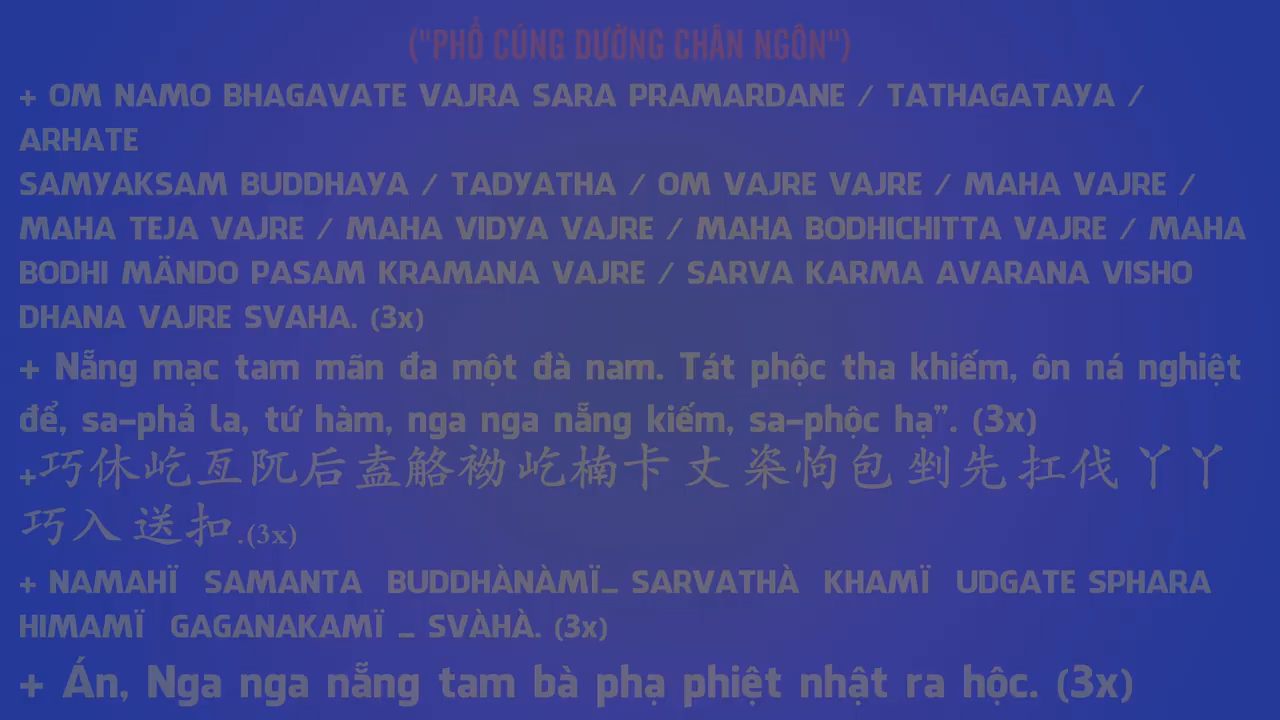 ("PHỔ CÚNG DƯỜNG CHÂN NGÔN")
+ OM NAMO BHAGAVATE VAJRA SARA PRAMARDANE / TATHAGATAYA /
ARHATE
SAMYAKSAM BUDDHAYA / TADYATHA / OM VAJRE VAJRE / MAHA VAJRE /
MAHA TEJA VAJRE / MAHA VIDYA VAJRE / MAHA BODHICHITTA VAJRE / MAHA
BODHI MÄNDO PASAM KRAMANA VAJRE / SARVA KARMA AVARANA VISHO
DHANA VAJRE SVAHA. (3x)
+ Nẵng mạc tam mãn đa một đà nam. Tát phộc tha khiếm, ôn ná nghiệt
để, sa-phả la, tứ hàm, nga nga nẵng kiếm, sa-phộc hạ”. (3x)
+巧休屹亙阢后盍觡袎屹楠卡丈姿怐包剉先扛伐丫丫
巧入送扣.(3x)
+ NAMAHÏ SAMANTA BUDDHÀNÀMÏ_ SARVATHÀ KHAMÏ UDGATE SPHARA
HIMAMÏ GAGANAKAMÏ _ SVÀHÀ. (3x)
+ Án, Nga nga nẵng tam bà phạ phiệt nhật ra hộc. (3x)